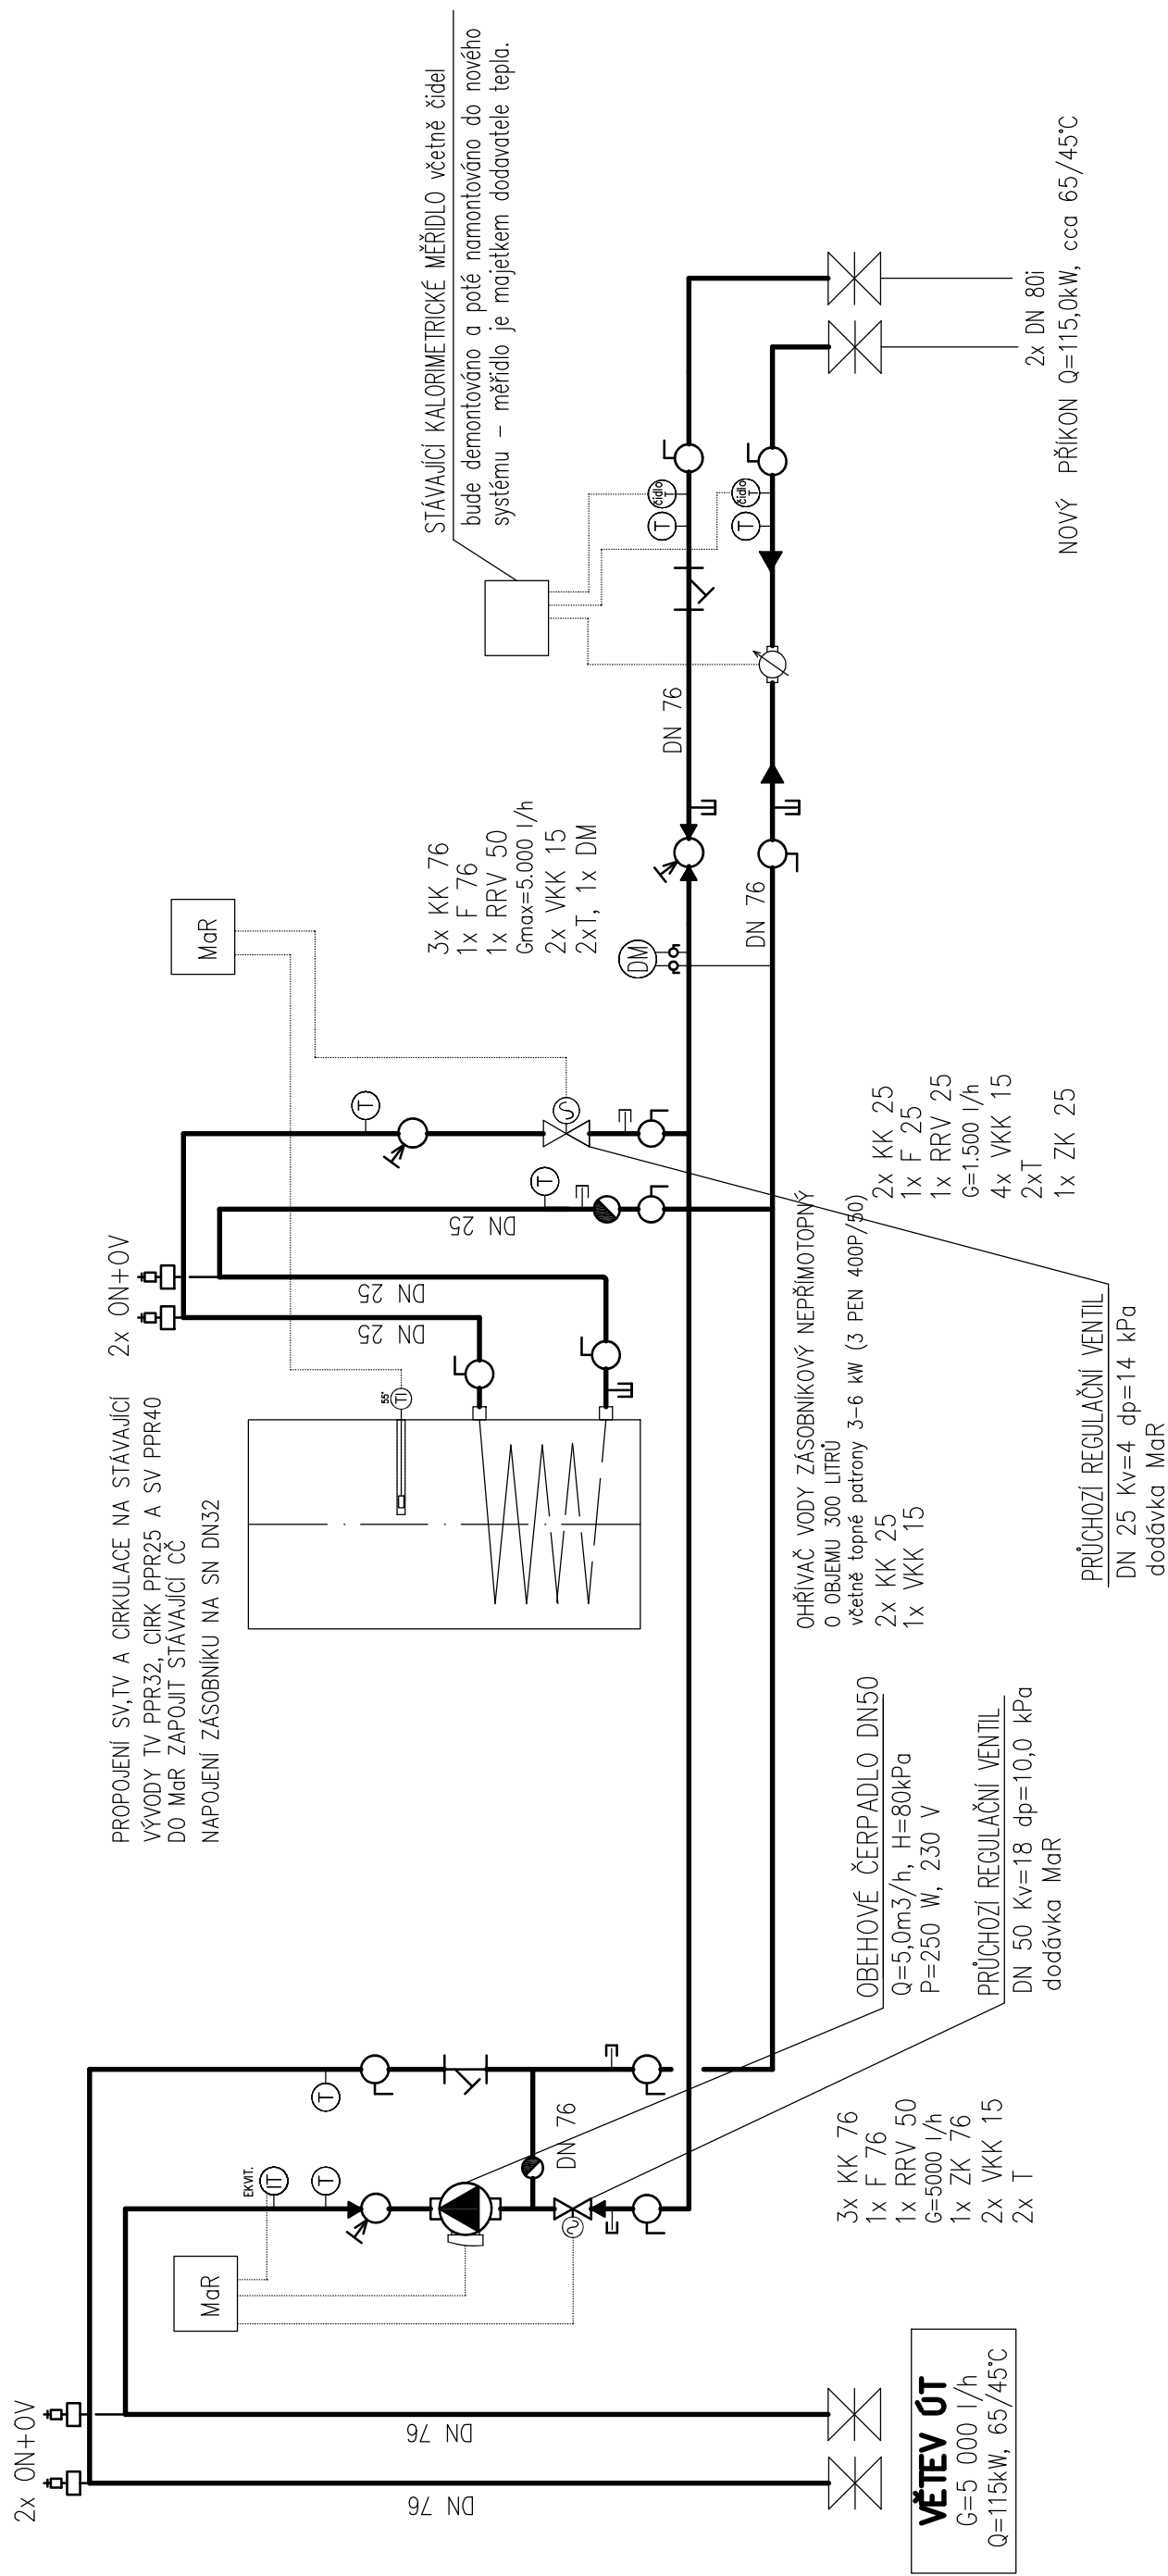 STÁVAJÍCÍ KALORIMETRICKÉ MĚŘIDLO včetně čidel
bude demontováno a poté namontováno do nového
systému – měřidlo je majetkem dodavatele tepla.
2x ON+OV
2x ON+OV
PROPOJENÍ SV,TV A CIRKULACE NA STÁVAJÍCÍ
VÝVODY TV PPR32, CIRK PPR25 A SV PPR40
DO MaR ZAPOJIT STÁVAJÍCÍ CČ
NAPOJENÍ ZÁSOBNÍKU NA SN DN32
MaR
MaR
EKVIT.
IT
T
T
55°
TI
T
T
DN 25
DN 25
DN 25
3x KK 76
1x F 76
1x RRV 50
Gmax=5.000 l/h
2x VKK 15
2xT, 1x DM
DM
DN 76
DN 76
T
čidlo
T
T
čidlo
T
2x DN 80i
NOVÝ PŘÍKON Q=115,0kW, cca 65/45°C
OHŘÍVAČ VODY ZÁSOBNÍKOVÝ NEPŘÍMOTOPNÝ
O OBJEMU 300 LITRŮ
včetně topné patrony 3–6 kW (3 PEN 400P/50)
2x KK 25
1x VKK 15
2x KK 25
1x F 25
1x RRV 25
G=1.500 l/h
4x VKK 15
2xT
1x ZK 25
PRŮCHOZÍ REGULAČNÍ VENTIL
DN 25 Kv=4 dp=14 kPa
dodávka MaR
OBEHOVÉ ČERPADLO DN50
Q=5,0m3/h, H=80kPa
P=250 W, 230 V
PRŮCHOZÍ REGULAČNÍ VENTIL
DN 50 Kv=18 dp=10,0 kPa
dodávka MaR
DN 76
3x KK 76
1x F 76
1x RRV 50
G=5000 l/h
1x ZK 76
2x VKK 15
2x T
DN 76
DN 76
VĚTEV ÚT
G=5 000 l/h
Q=115kW, 65/45°C